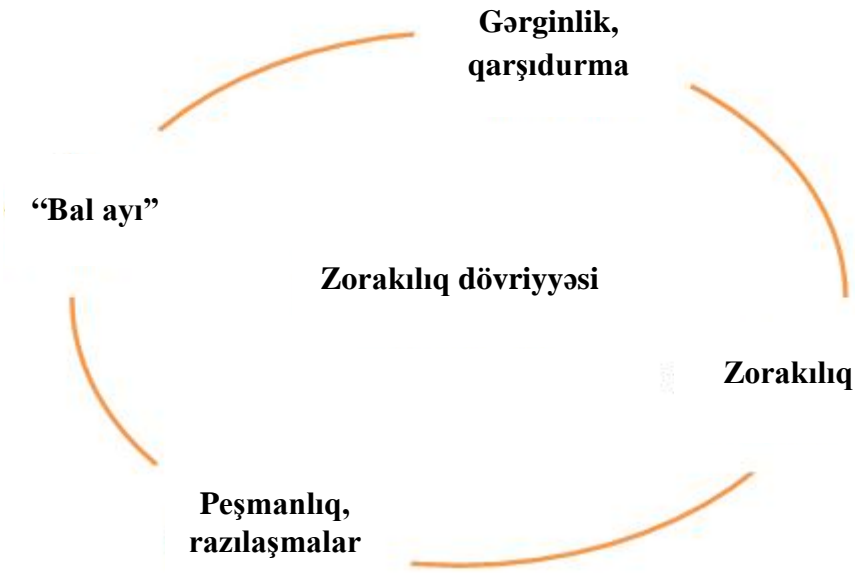 Gərginlik,
qarşıdurma
“Bal ayı”
Zorakılıq dövriyyəsi
Zorakılıq
Peşmanlıq,
razılaşmalar